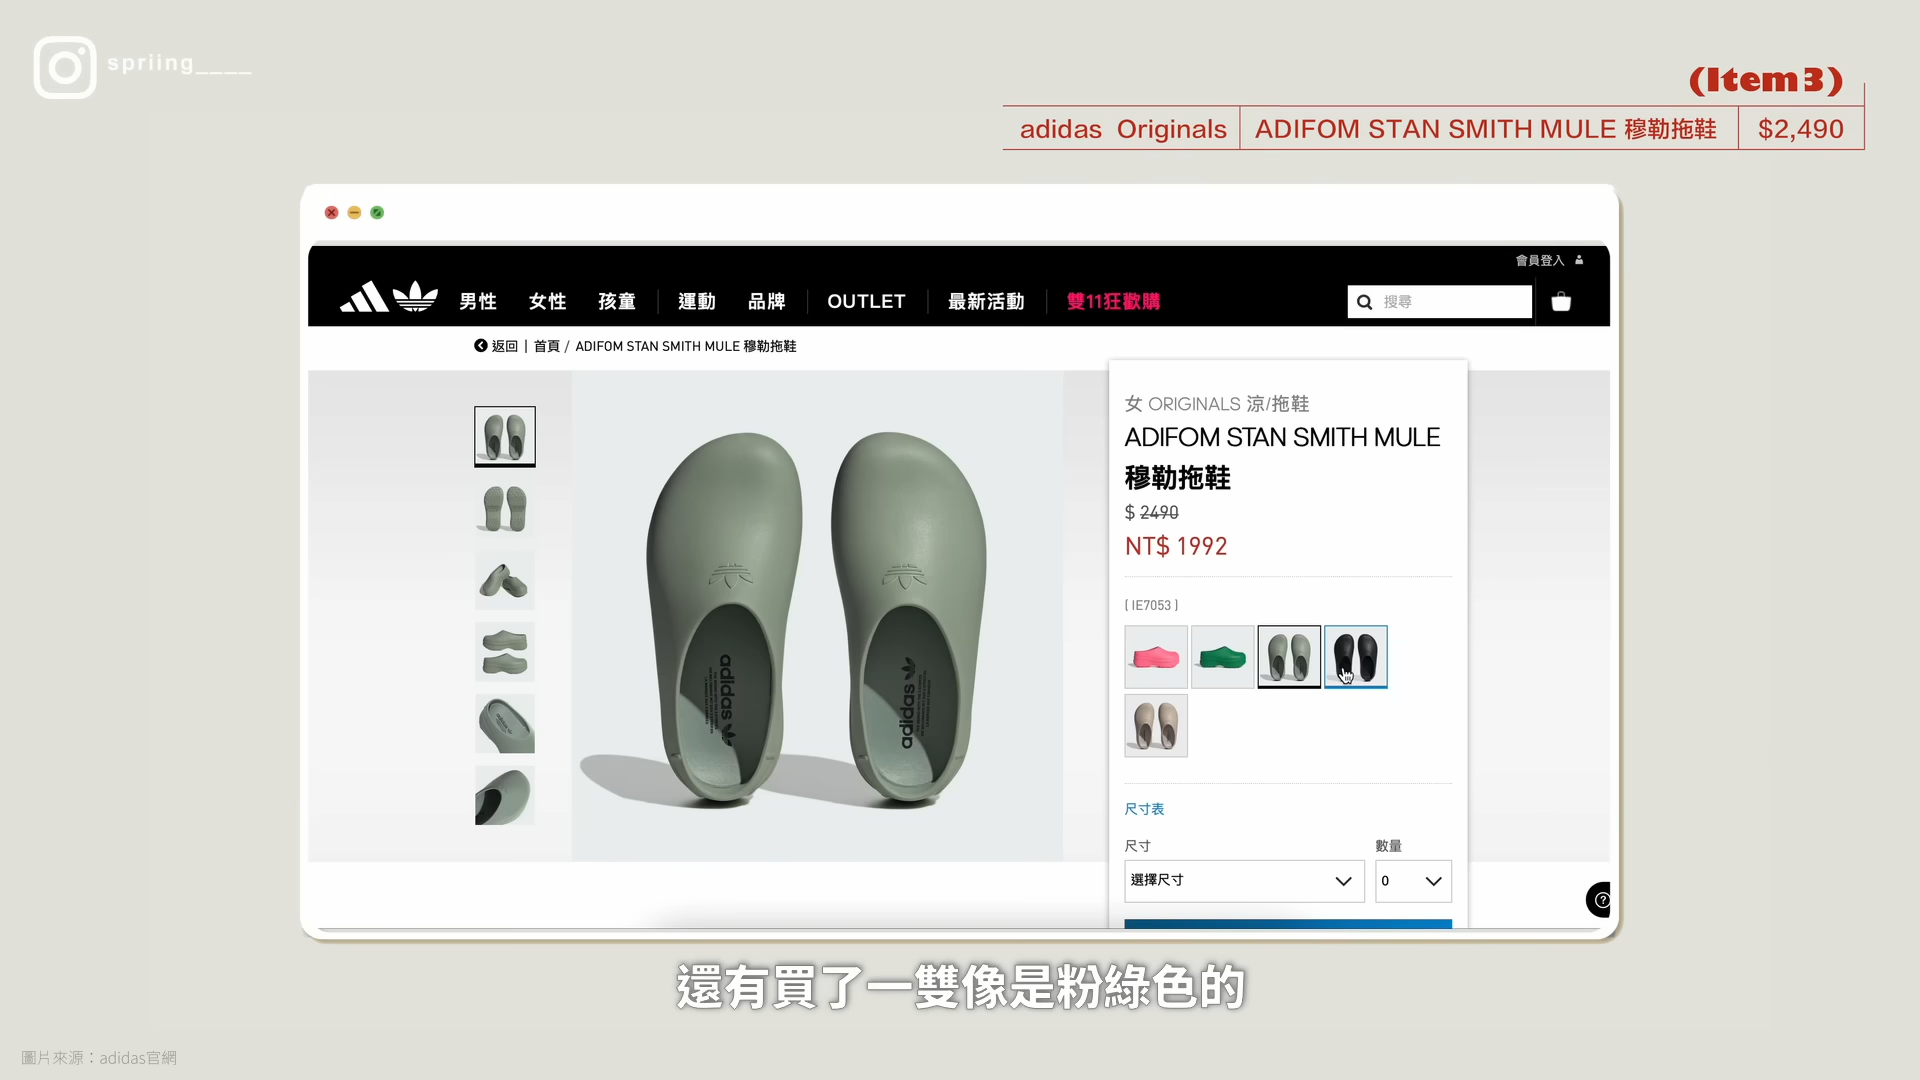 spriing____
(Item3)
adidas Originals
ADIFOM STAN SMITH MULE 穆勒拖鞋
$2,490
會員登入
男性
女性
孩童
運動
品牌
OUTLET
最新活動
雙11狂歡購
搜尋
返回 | 首頁 / ADIFOM STAN SMITH MULE 穆勒拖鞋
女 ORIGINALS 涼/拖鞋
ADIFOM STAN SMITH MULE
穆勒拖鞋
$ 2490
NT$ 1992
( IE7053 )
adidas
adidas
尺寸表
尺寸
數量
選擇尺寸
0
還有買了一雙像是粉綠色的
圖片來源：adidas官網